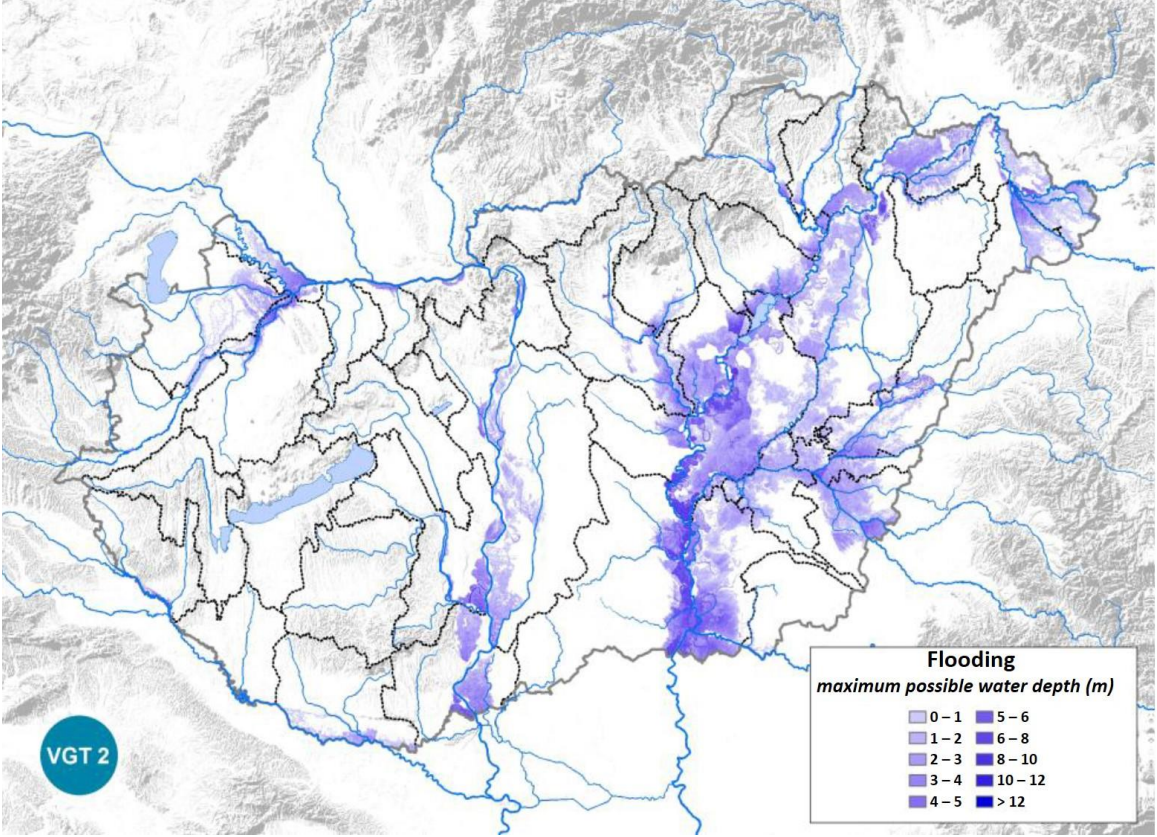 Flooding
maximum possible water depth (m)
0 – 1
1 – 2
2 – 3
3 – 4
4 – 5
5 – 6
6 – 8
8 – 10
10 – 12
> 12
VGT 2